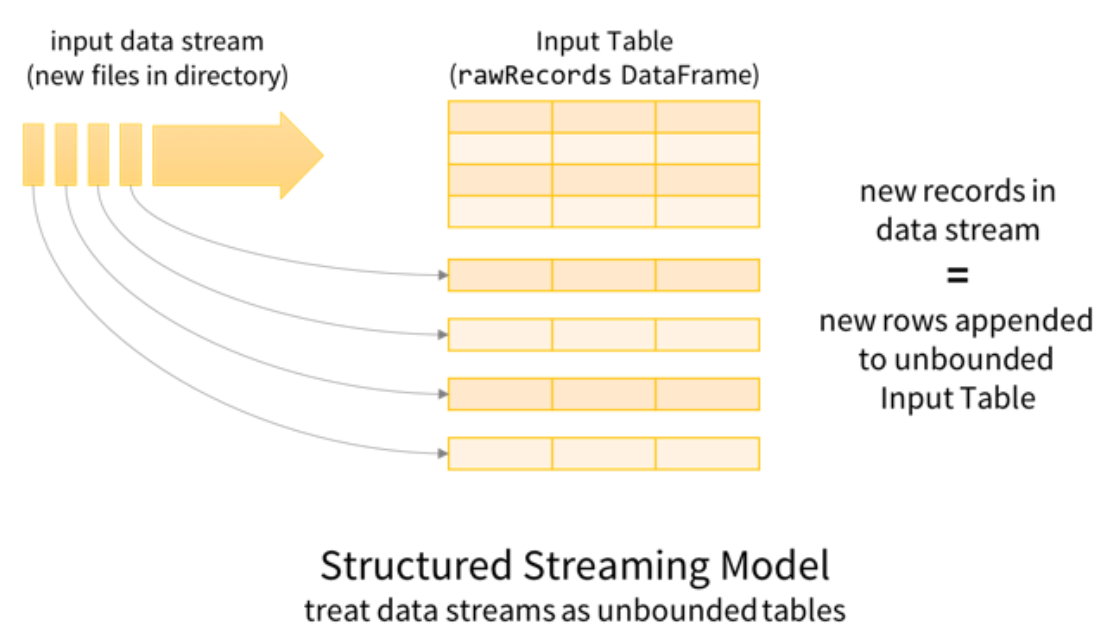 input data stream
(new files in directory)
Input Table
(rawRecords DataFrame)
new records in
data stream
=
new rows appended
to unbounded
Input Table
Structured Streaming Model
treat data streams as unbounded tables